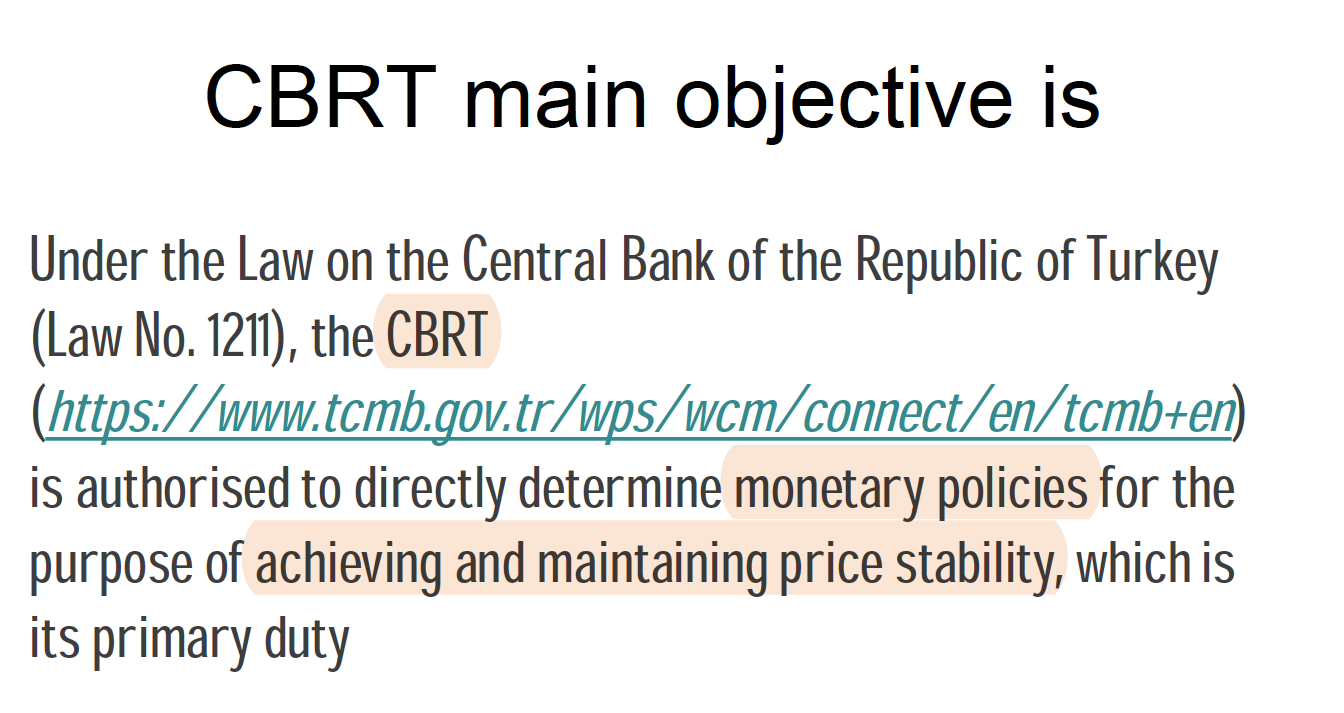 CBRT main objective is
Under the Law on the Central Bank of the Republic of Turkey
(Law No. 1211), the CBRT
(https://www.tcmb.gov.tr/wps/wcm/connect/en/tcmb+en)
is authorised to directly determine monetary policies for the
purpose of achieving and maintaining price stability, which is
its primary duty